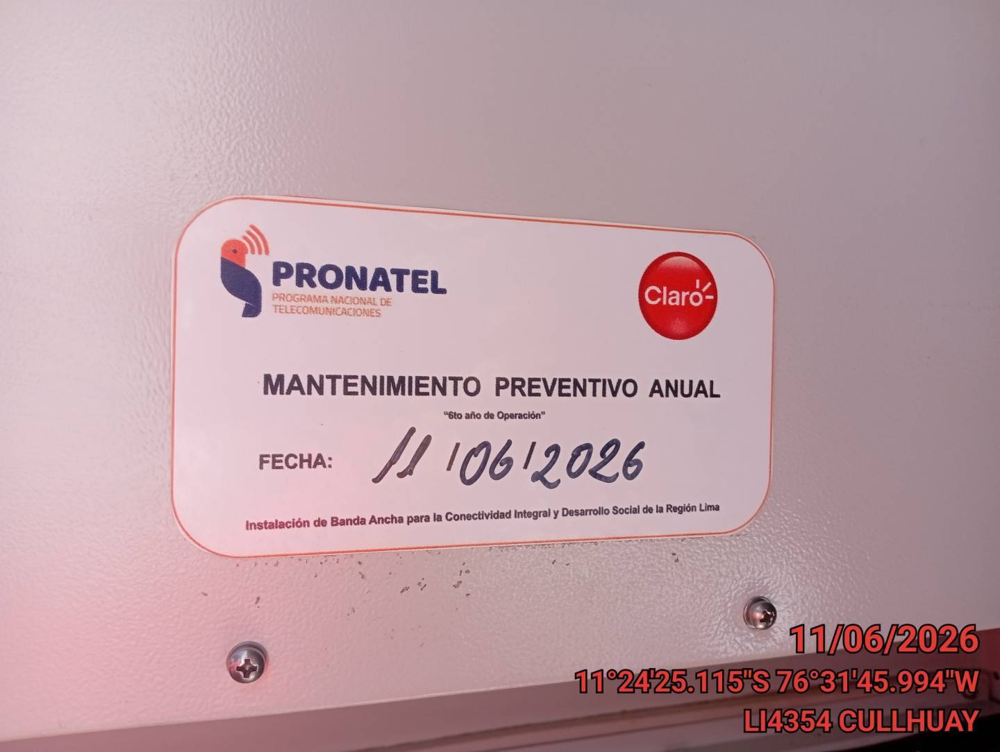 PRONATEL
PROGRAMA NACIONAL DE
TELECOMUNICACIONES
Claro
MANTENIMIENTO PREVENTIVO ANUAL
"6to año de Operación"
FECHA: 11/06/2026
Instalación de Banda Ancha para la Conectividad Integral y Desarrollo Social de la Región Lima
11/06/2026
11°24'25.115"S 76°31'45.994"W
LI4354 CULLHUAY